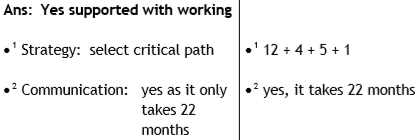 Ans:  Yes supported with working
•¹ Strategy:  select critical path
•¹ 12 + 4 + 5 + 1
•² Communication:   yes as it only
takes 22
months
•² yes, it takes 22 months